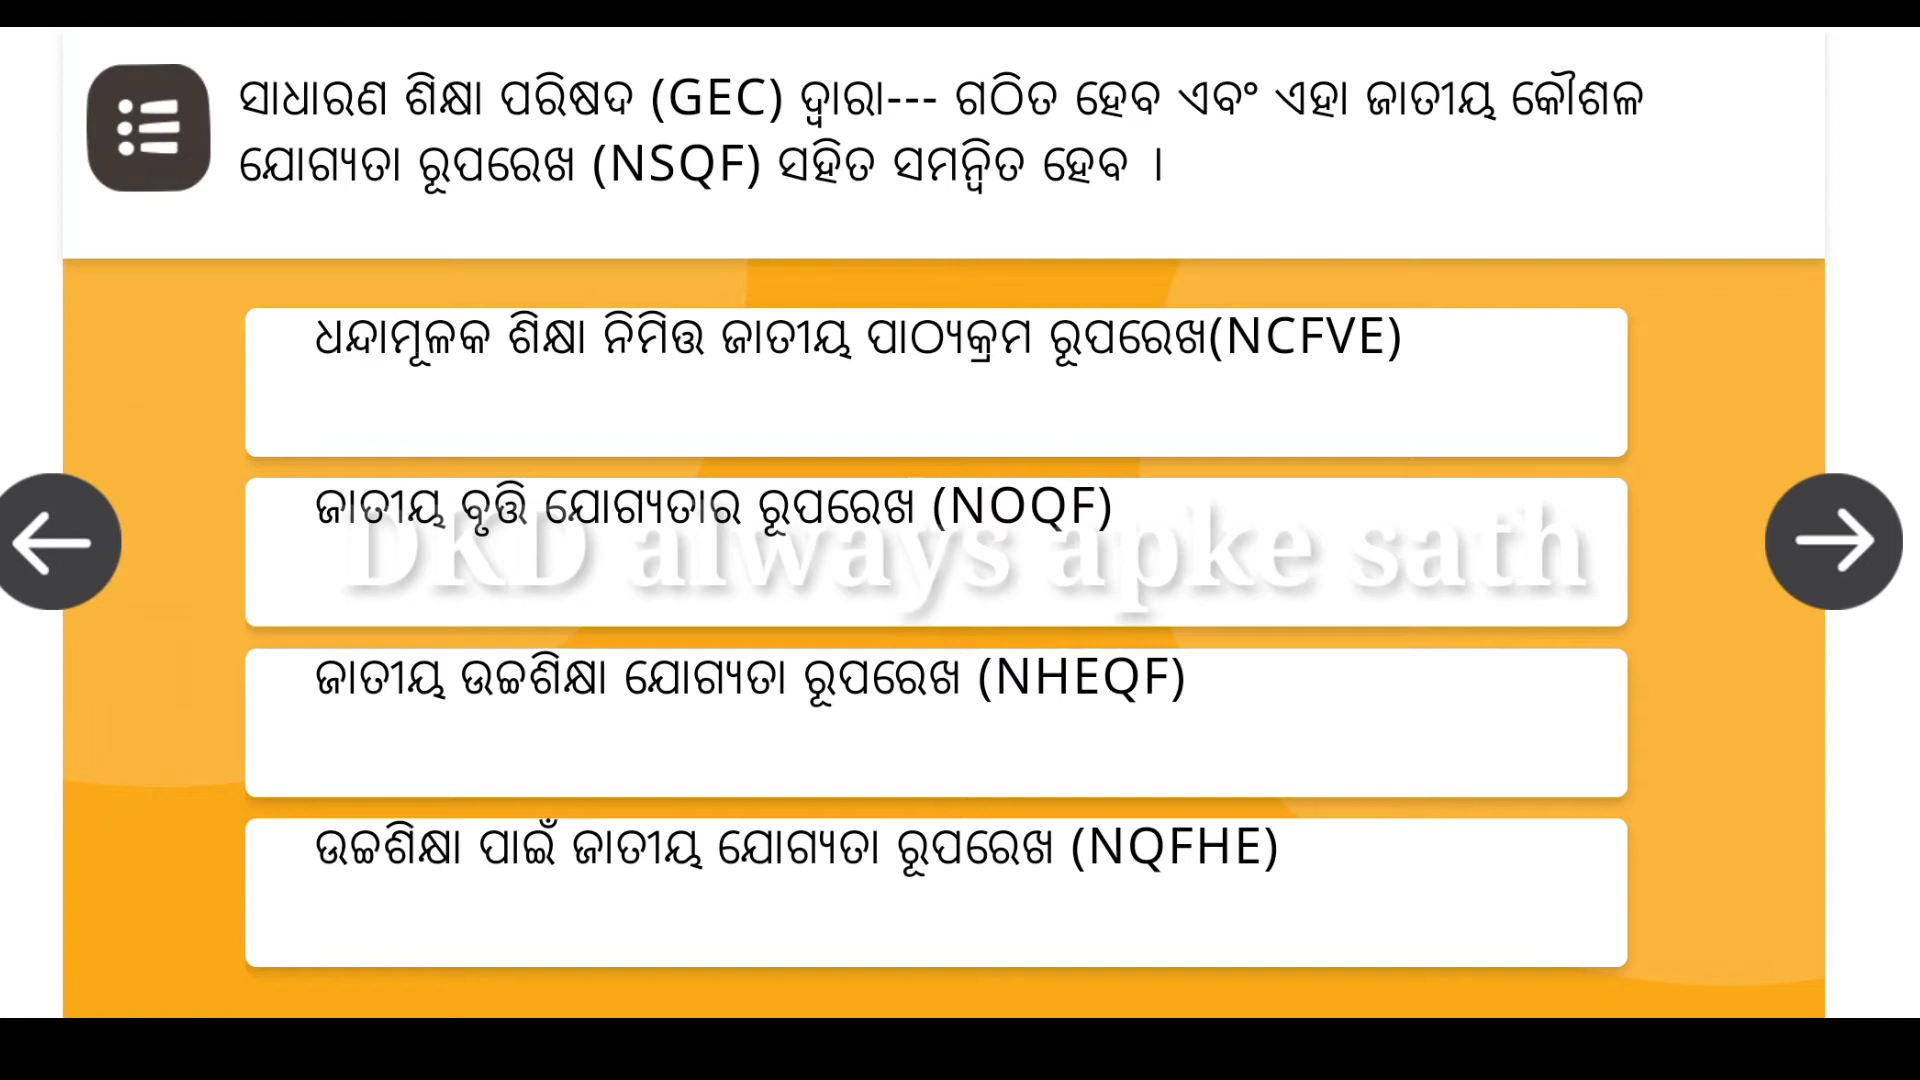 ସାଧାରଣ ଶିକ୍ଷା ପରିଷଦ (GEC) ଦ୍ୱାରା--- ଗଠିତ ହେବ ଏବଂ ଏହା ଜାତୀୟ କୌଶଳ
ଯୋଗ୍ୟତା ରୂପରେଖ (NSQF) ସହିତ ସମନ୍ୱିତ ହେବ ।
ଧନ୍ଦାମୂଳକ ଶିକ୍ଷା ନିମିତ୍ତ ଜାତୀୟ ପାଠ୍ୟକ୍ରମ ରୂପରେଖ(NCFVE)
ଜାତୀୟ ବୃତ୍ତି ଯୋଗ୍ୟତାର ରୂପରେଖ (NOQF)
DKD always apke sath
ଜାତୀୟ ଉଚ୍ଚଶିକ୍ଷା ଯୋଗ୍ୟତା ରୂପରେଖ (NHEQF)
ଉଚ୍ଚଶିକ୍ଷା ପାଇଁ ଜାତୀୟ ଯୋଗ୍ୟତା ରୂପରେଖ (NQFHE)